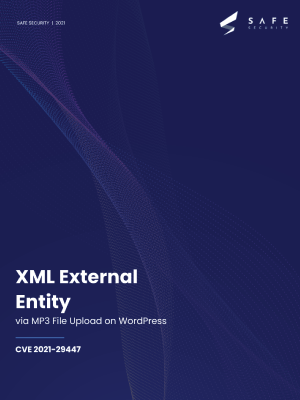 SAFE SECURITY | 2021
SAFE
SECURITY
XML External
Entity
via MP3 File Upload on WordPress
CVE 2021-29447